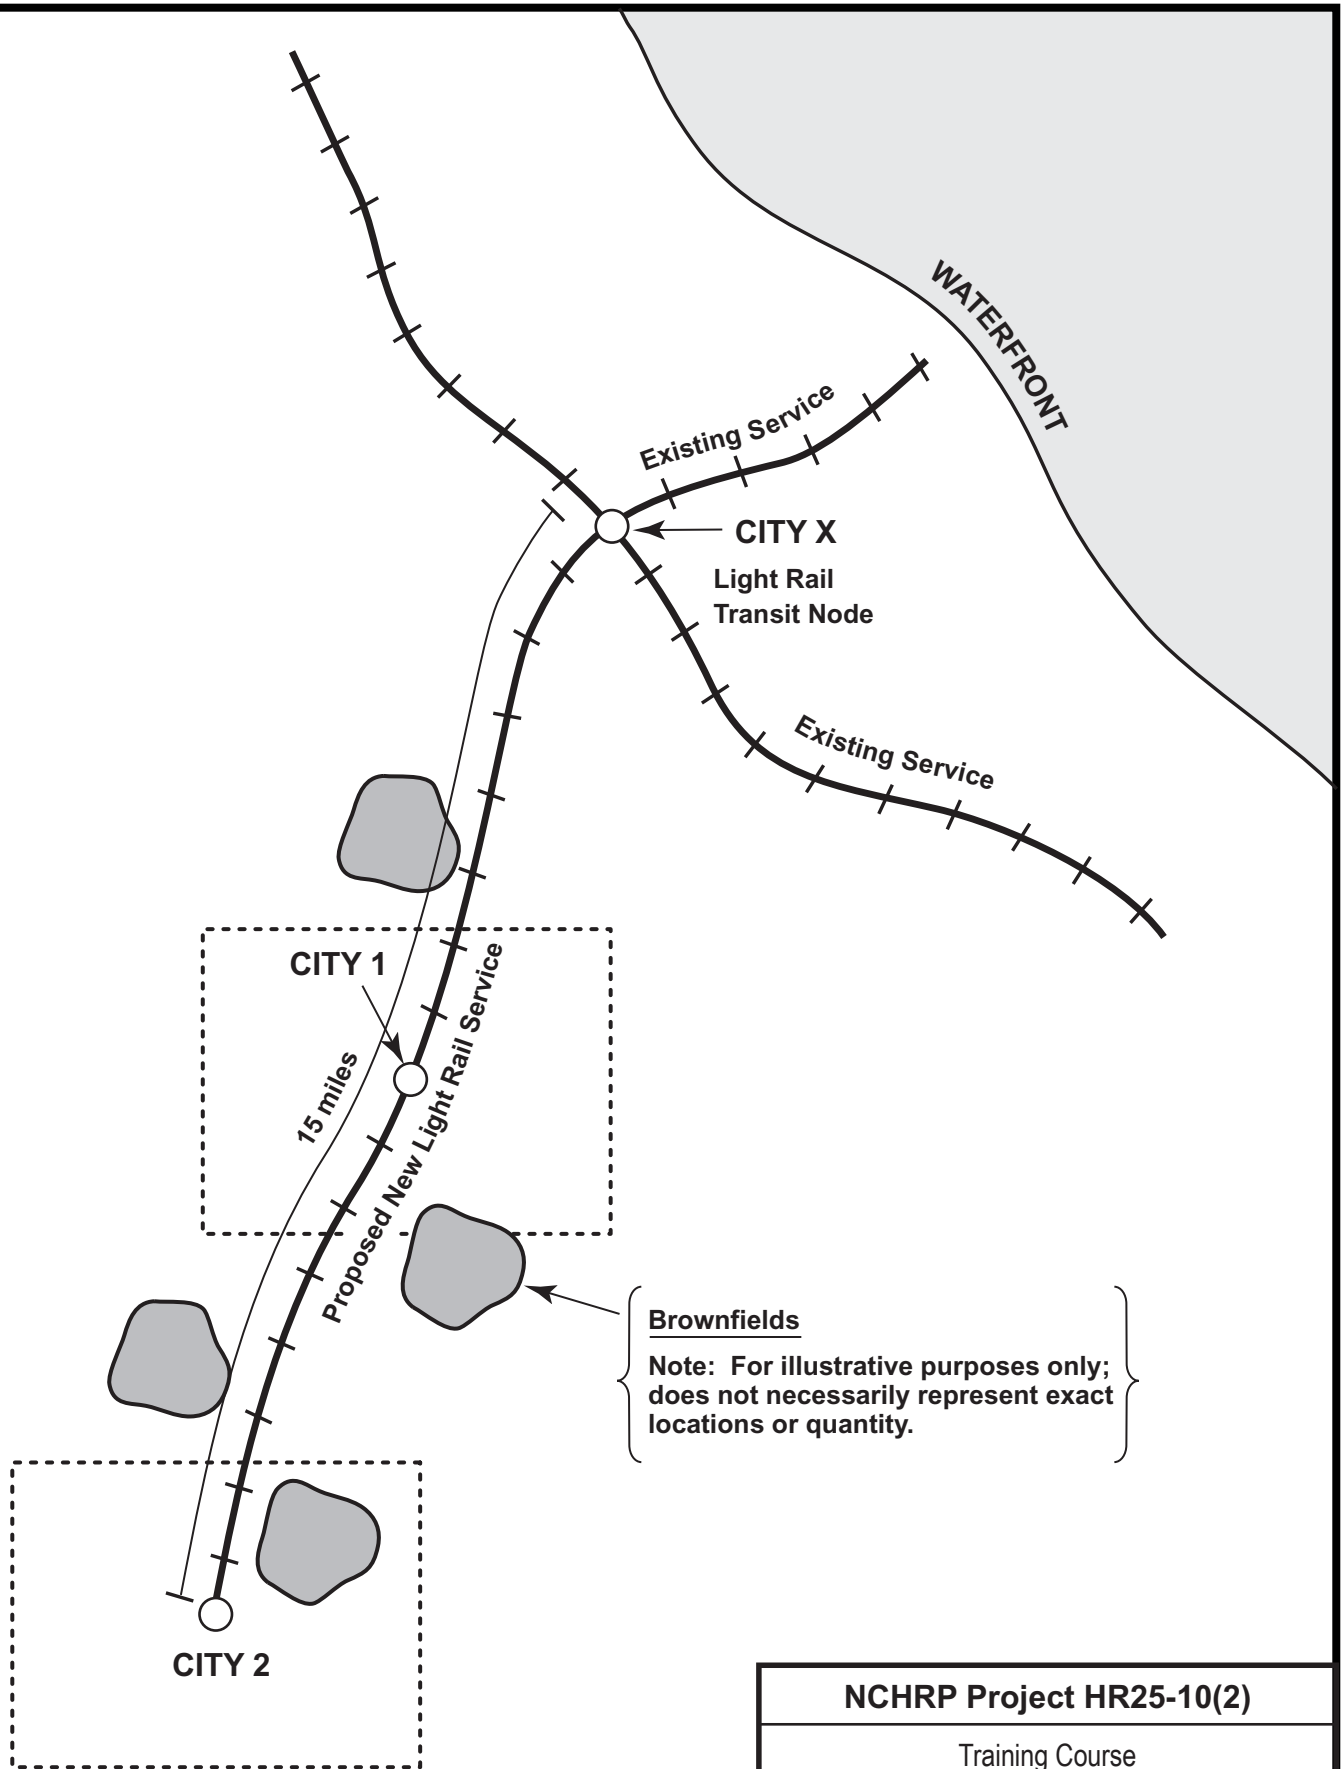 WATERFRONT
Existing Service
CITY X
Light Rail
Transit Node
Existing Service
CITY 1
Proposed New Light Rail Service
15 miles
Brownfields
Note: For illustrative purposes only;
does not necessarily represent exact
locations or quantity.
CITY 2
NCHRP Project HR25-10(2)
Training Course